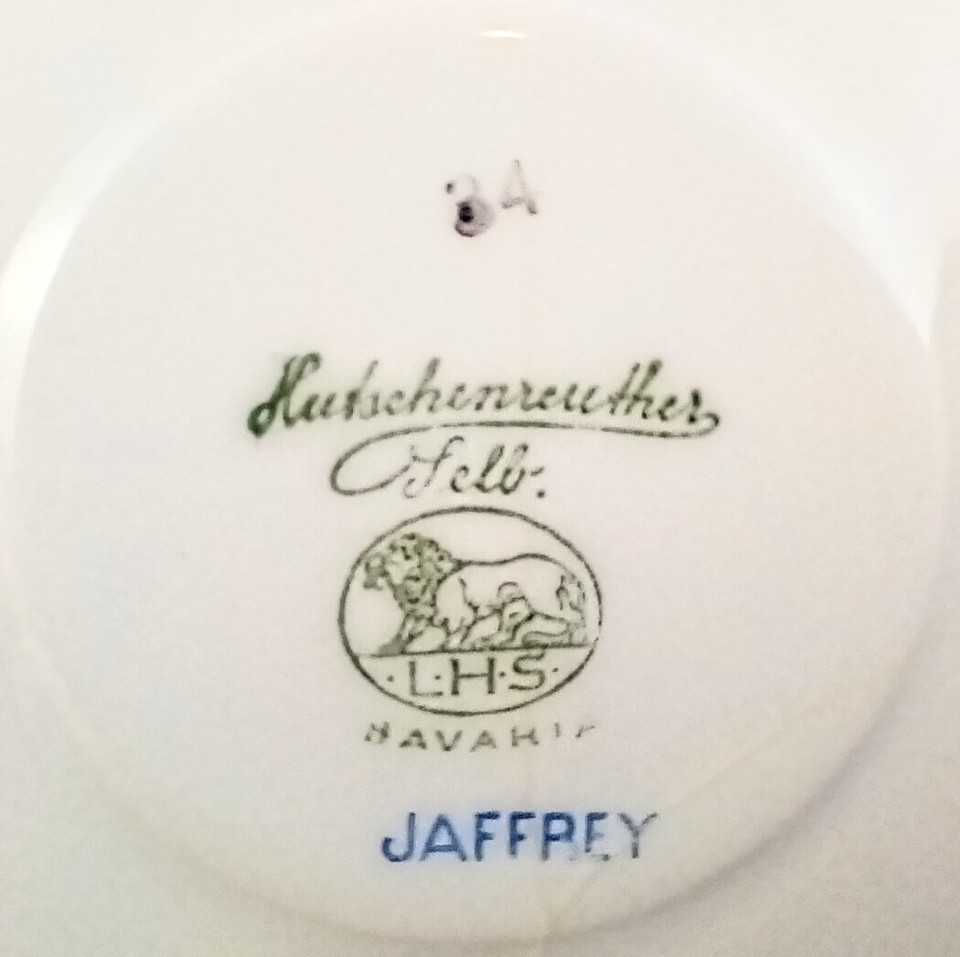 34
Hutschenreuther
Selb.
·L·H·S·
BAVARIA
JAFFREY